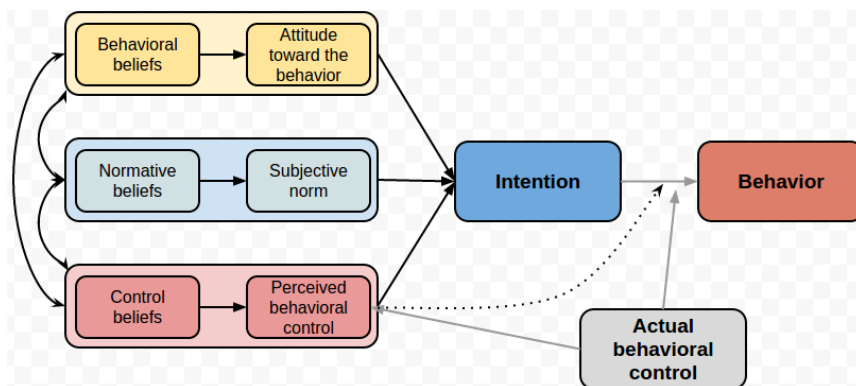 Behavioral
beliefs
Attitude
toward the
behavior
Normative
beliefs
Subjective
norm
Control
beliefs
Perceived
behavioral
control
Intention
Behavior
Actual
behavioral
control